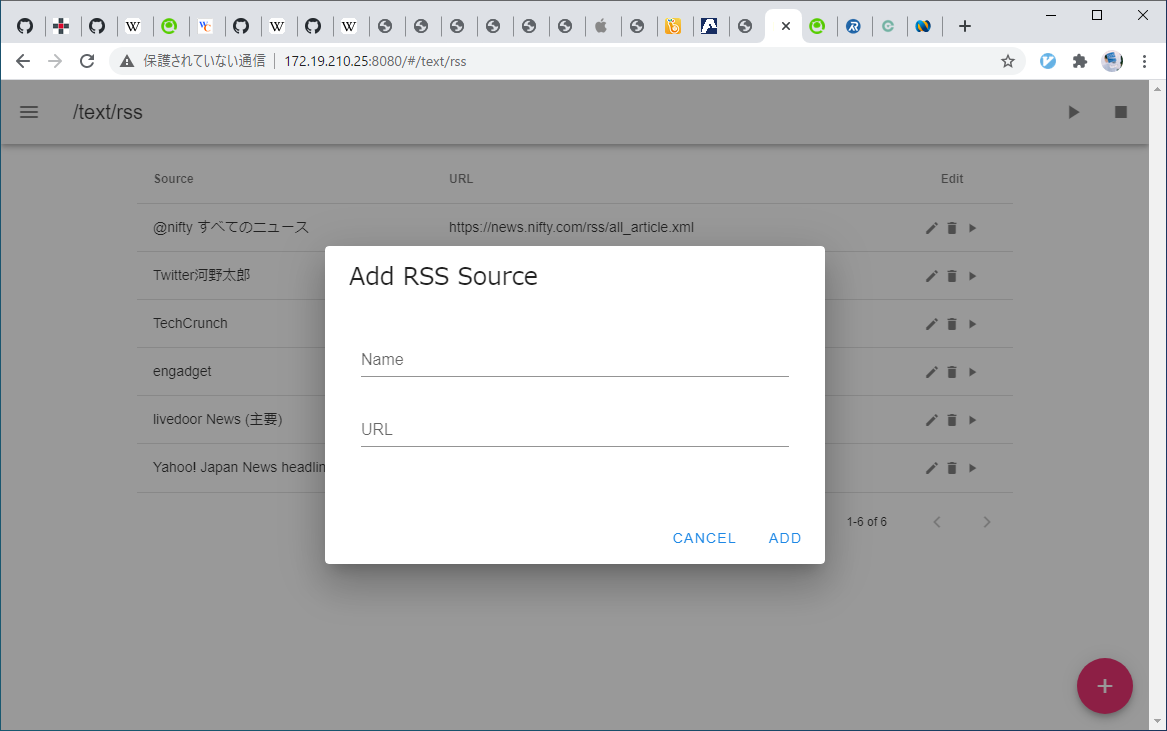 保護されていない通信 | 172.19.210.25:8080/#/text/rss
/text/rss
Source URL Edit
@nifty すべてのニュース https://news.nifty.com/rss/all_article.xml
Twitter河野太郎
TechCrunch
engadget
livedoor News (主要)
Yahoo! Japan News headlin
Add RSS Source
Name
URL
CANCEL ADD
1-6 of 6